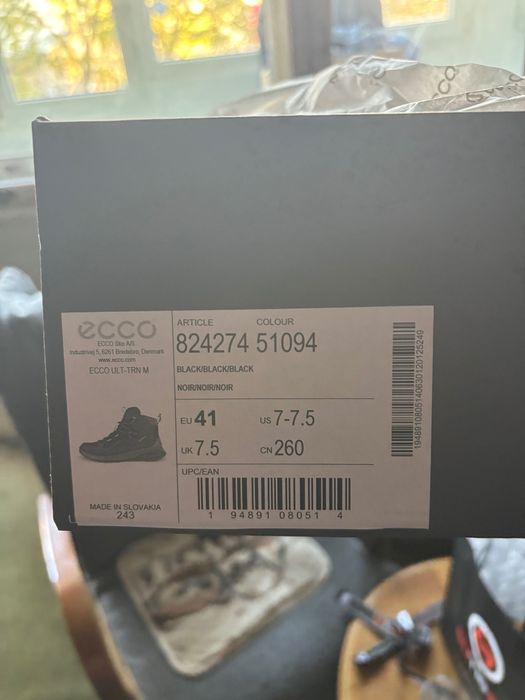 ecco
ECCO Sko A/S
Industrivej 5, 6261 Bredebro, Denmark
www.ecco.com
ECCO ULT-TRN M
MADE IN SLOVAKIA
243
ARTICLE COLOUR
824274 51094
BLACK/BLACK/BLACK
NOIR/NOIR/NOIR
EU 41 US 7-7.5
UK 7.5 CN 260
UPC/EAN
1 94891 08051 4